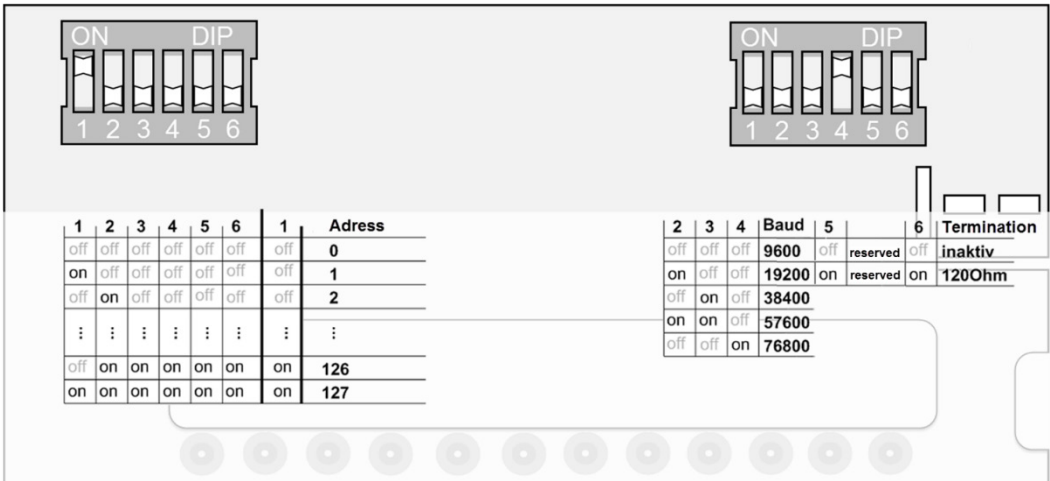 ON DIP
1 2 3 4 5 6
ON DIP
1 2 3 4 5 6
1 2 3 4 5 6 1 Adress
off off off off off off off 0
on off off off off off off 1
off on off off off off off 2
⋮ ⋮ ⋮ ⋮ ⋮ ⋮ ⋮ ⋮
off on on on on on on 126
on on on on on on on 127
2 3 4 Baud 5 6 Termination
off off off 9600 off reserved off inaktiv
on off off 19200 on reserved on 120Ohm
off on off 38400
on on off 57600
off off on 76800